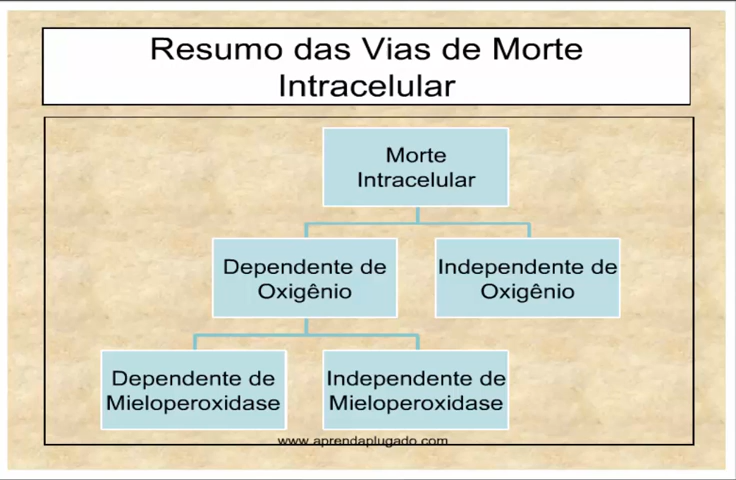 Resumo das Vias de Morte
Intracelular
Morte
Intracelular
Dependente de
Oxigênio
Independente de
Oxigênio
Dependente de
Mieloperoxidase
Independente de
Mieloperoxidase
www.aprendaplugado.com